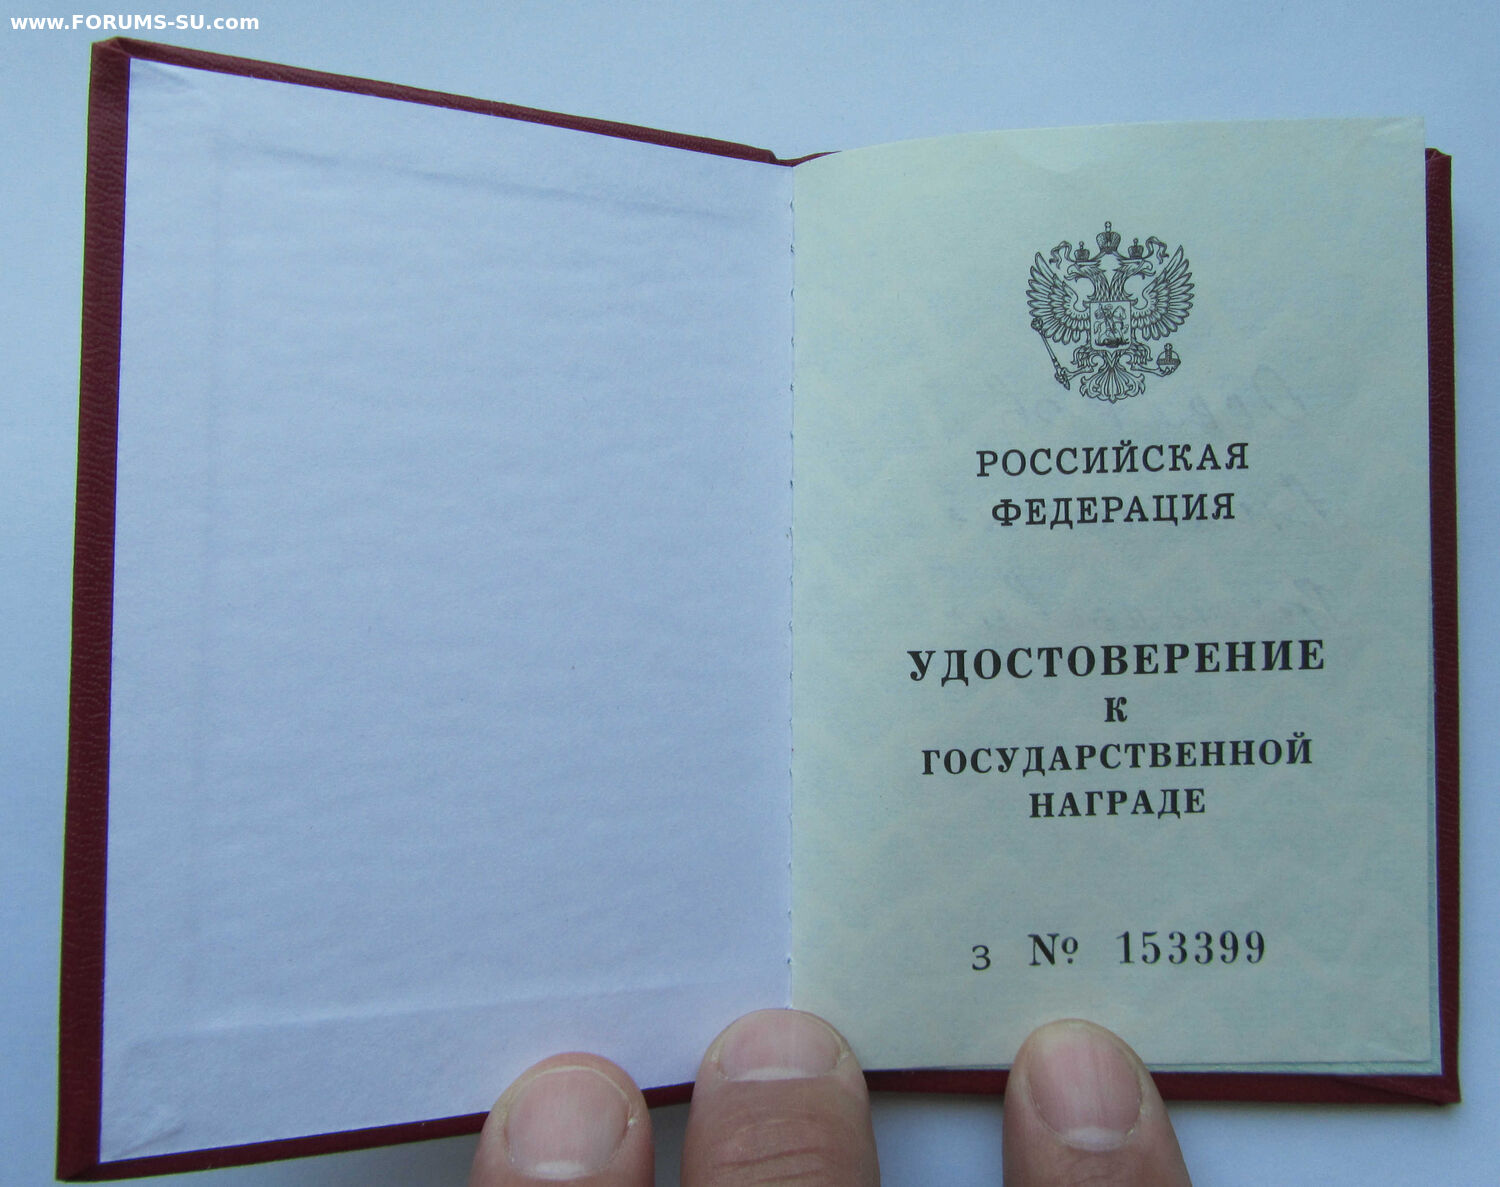 www.FORUMS-SU.com
РОССИЙСКАЯ
ФЕДЕРАЦИЯ
УДОСТОВЕРЕНИЕ
К
ГОСУДАРСТВЕННОЙ
НАГРАДЕ
З № 153399